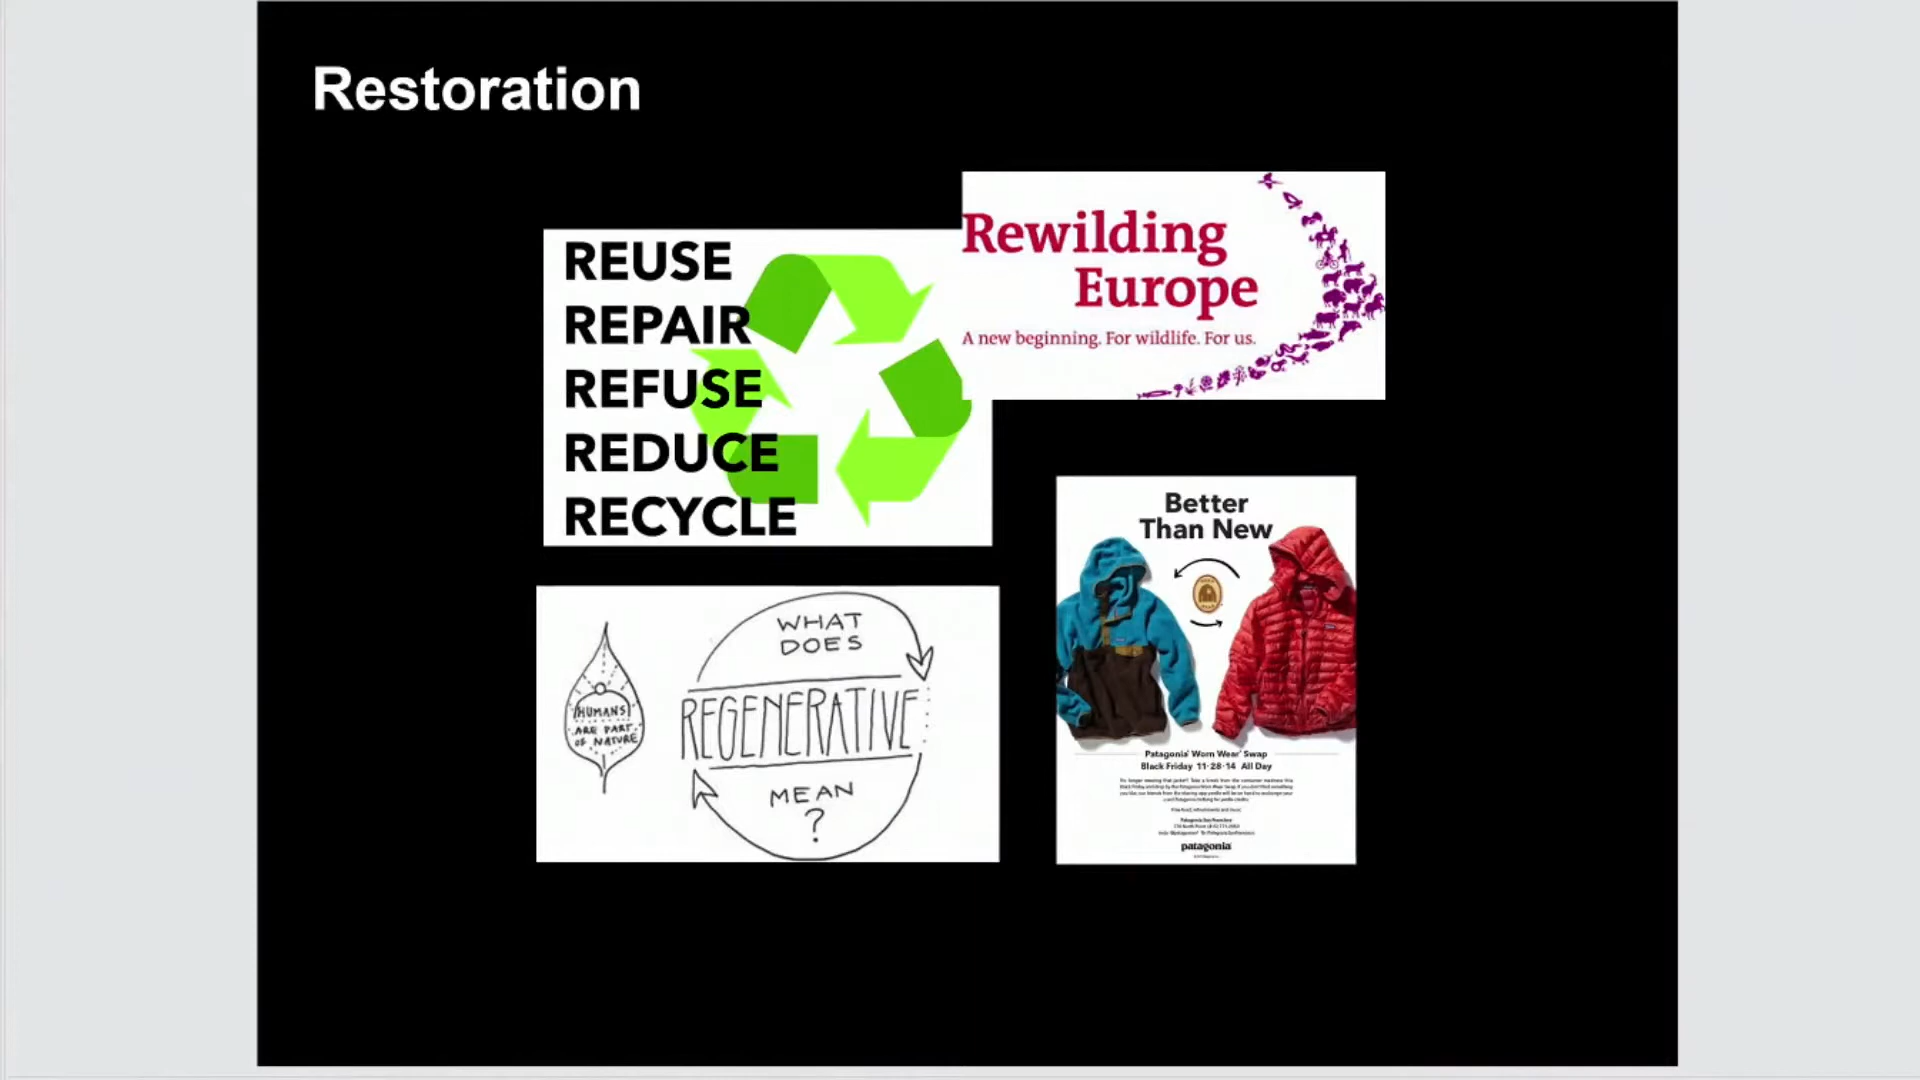 Restoration
REUSE
REPAIR
REFUSE
REDUCE
RECYCLE
Rewilding
Europe
A new beginning. For wildlife. For us.
HUMANS
ARE PART
OF NATURE
WHAT
DOES
REGENERATIVE
MEAN
?
Better
Than New
Patagonia® Worn Wear® Swap
Black Friday 11·28·14 All Day
patagonia